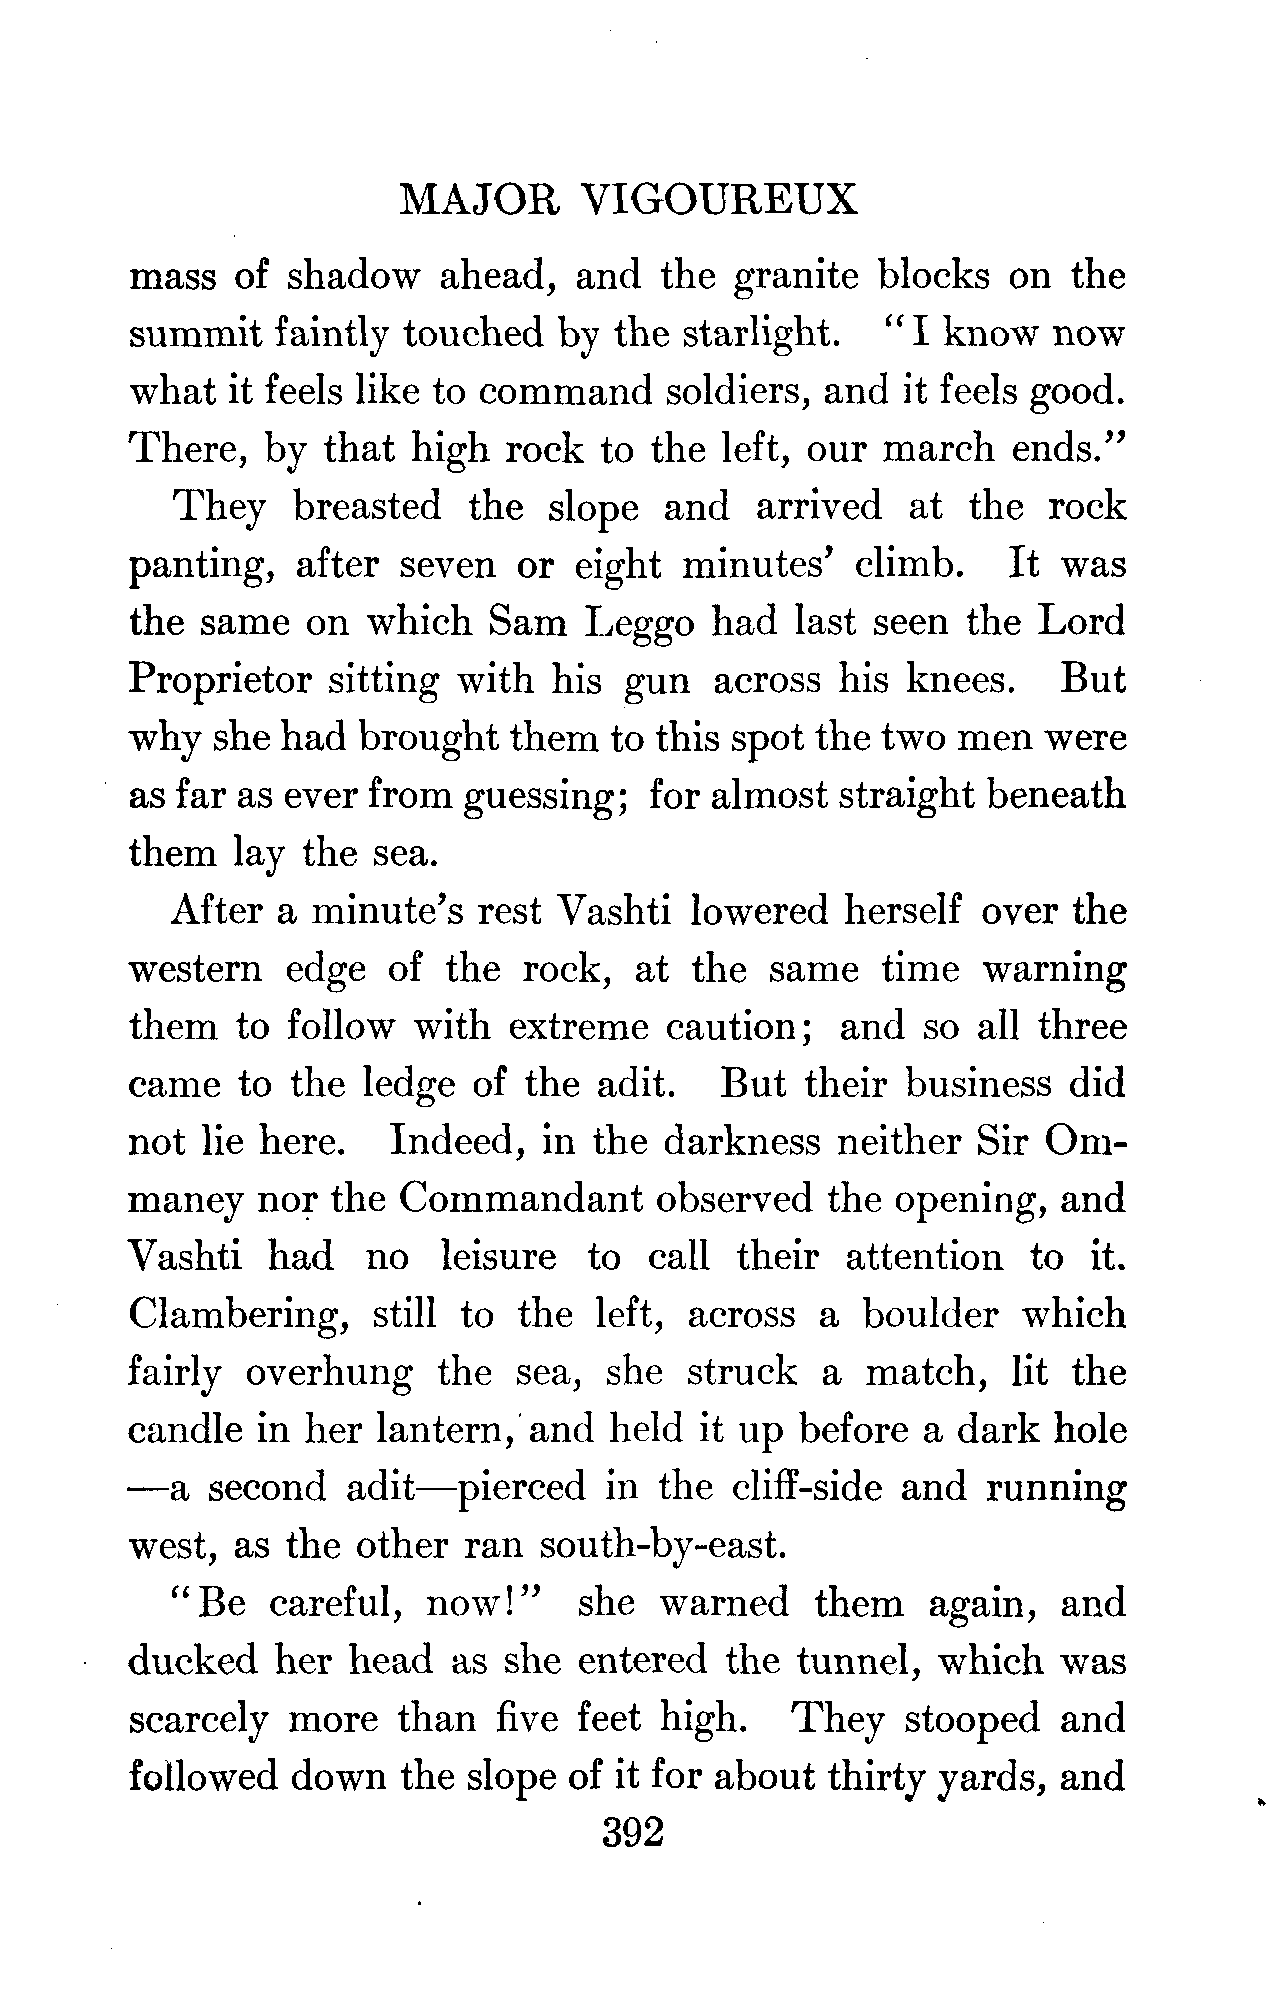 MAJOR VIGOUREUX
mass of shadow ahead, and the granite blocks on the
summit faintly touched by the starlight. "I know now
what it feels like to command soldiers, and it feels good.
There, by that high rock to the left, our march ends."
They breasted the slope and arrived at the rock
panting, after seven or eight minutes' climb. It was
the same on which Sam Leggo had last seen the Lord
Proprietor sitting with his gun across his knees. But
why she had brought them to this spot the two men were
as far as ever from guessing; for almost straight beneath
them lay the sea.
After a minute's rest Vashti lowered herself over the
western edge of the rock, at the same time warning
them to follow with extreme caution; and so all three
came to the ledge of the adit. But their business did
not lie here. Indeed, in the darkness neither Sir Om-
maney nor the Commandant observed the opening, and
Vashti had no leisure to call their attention to it.
Clambering, still to the left, across a boulder which
fairly overhung the sea, she struck a match, lit the
candle in her lantern, and held it up before a dark hole
—a second adit—pierced in the cliff-side and running
west, as the other ran south-by-east.
"Be careful, now!" she warned them again, and
ducked her head as she entered the tunnel, which was
scarcely more than five feet high. They stooped and
followed down the slope of it for about thirty yards, and
392